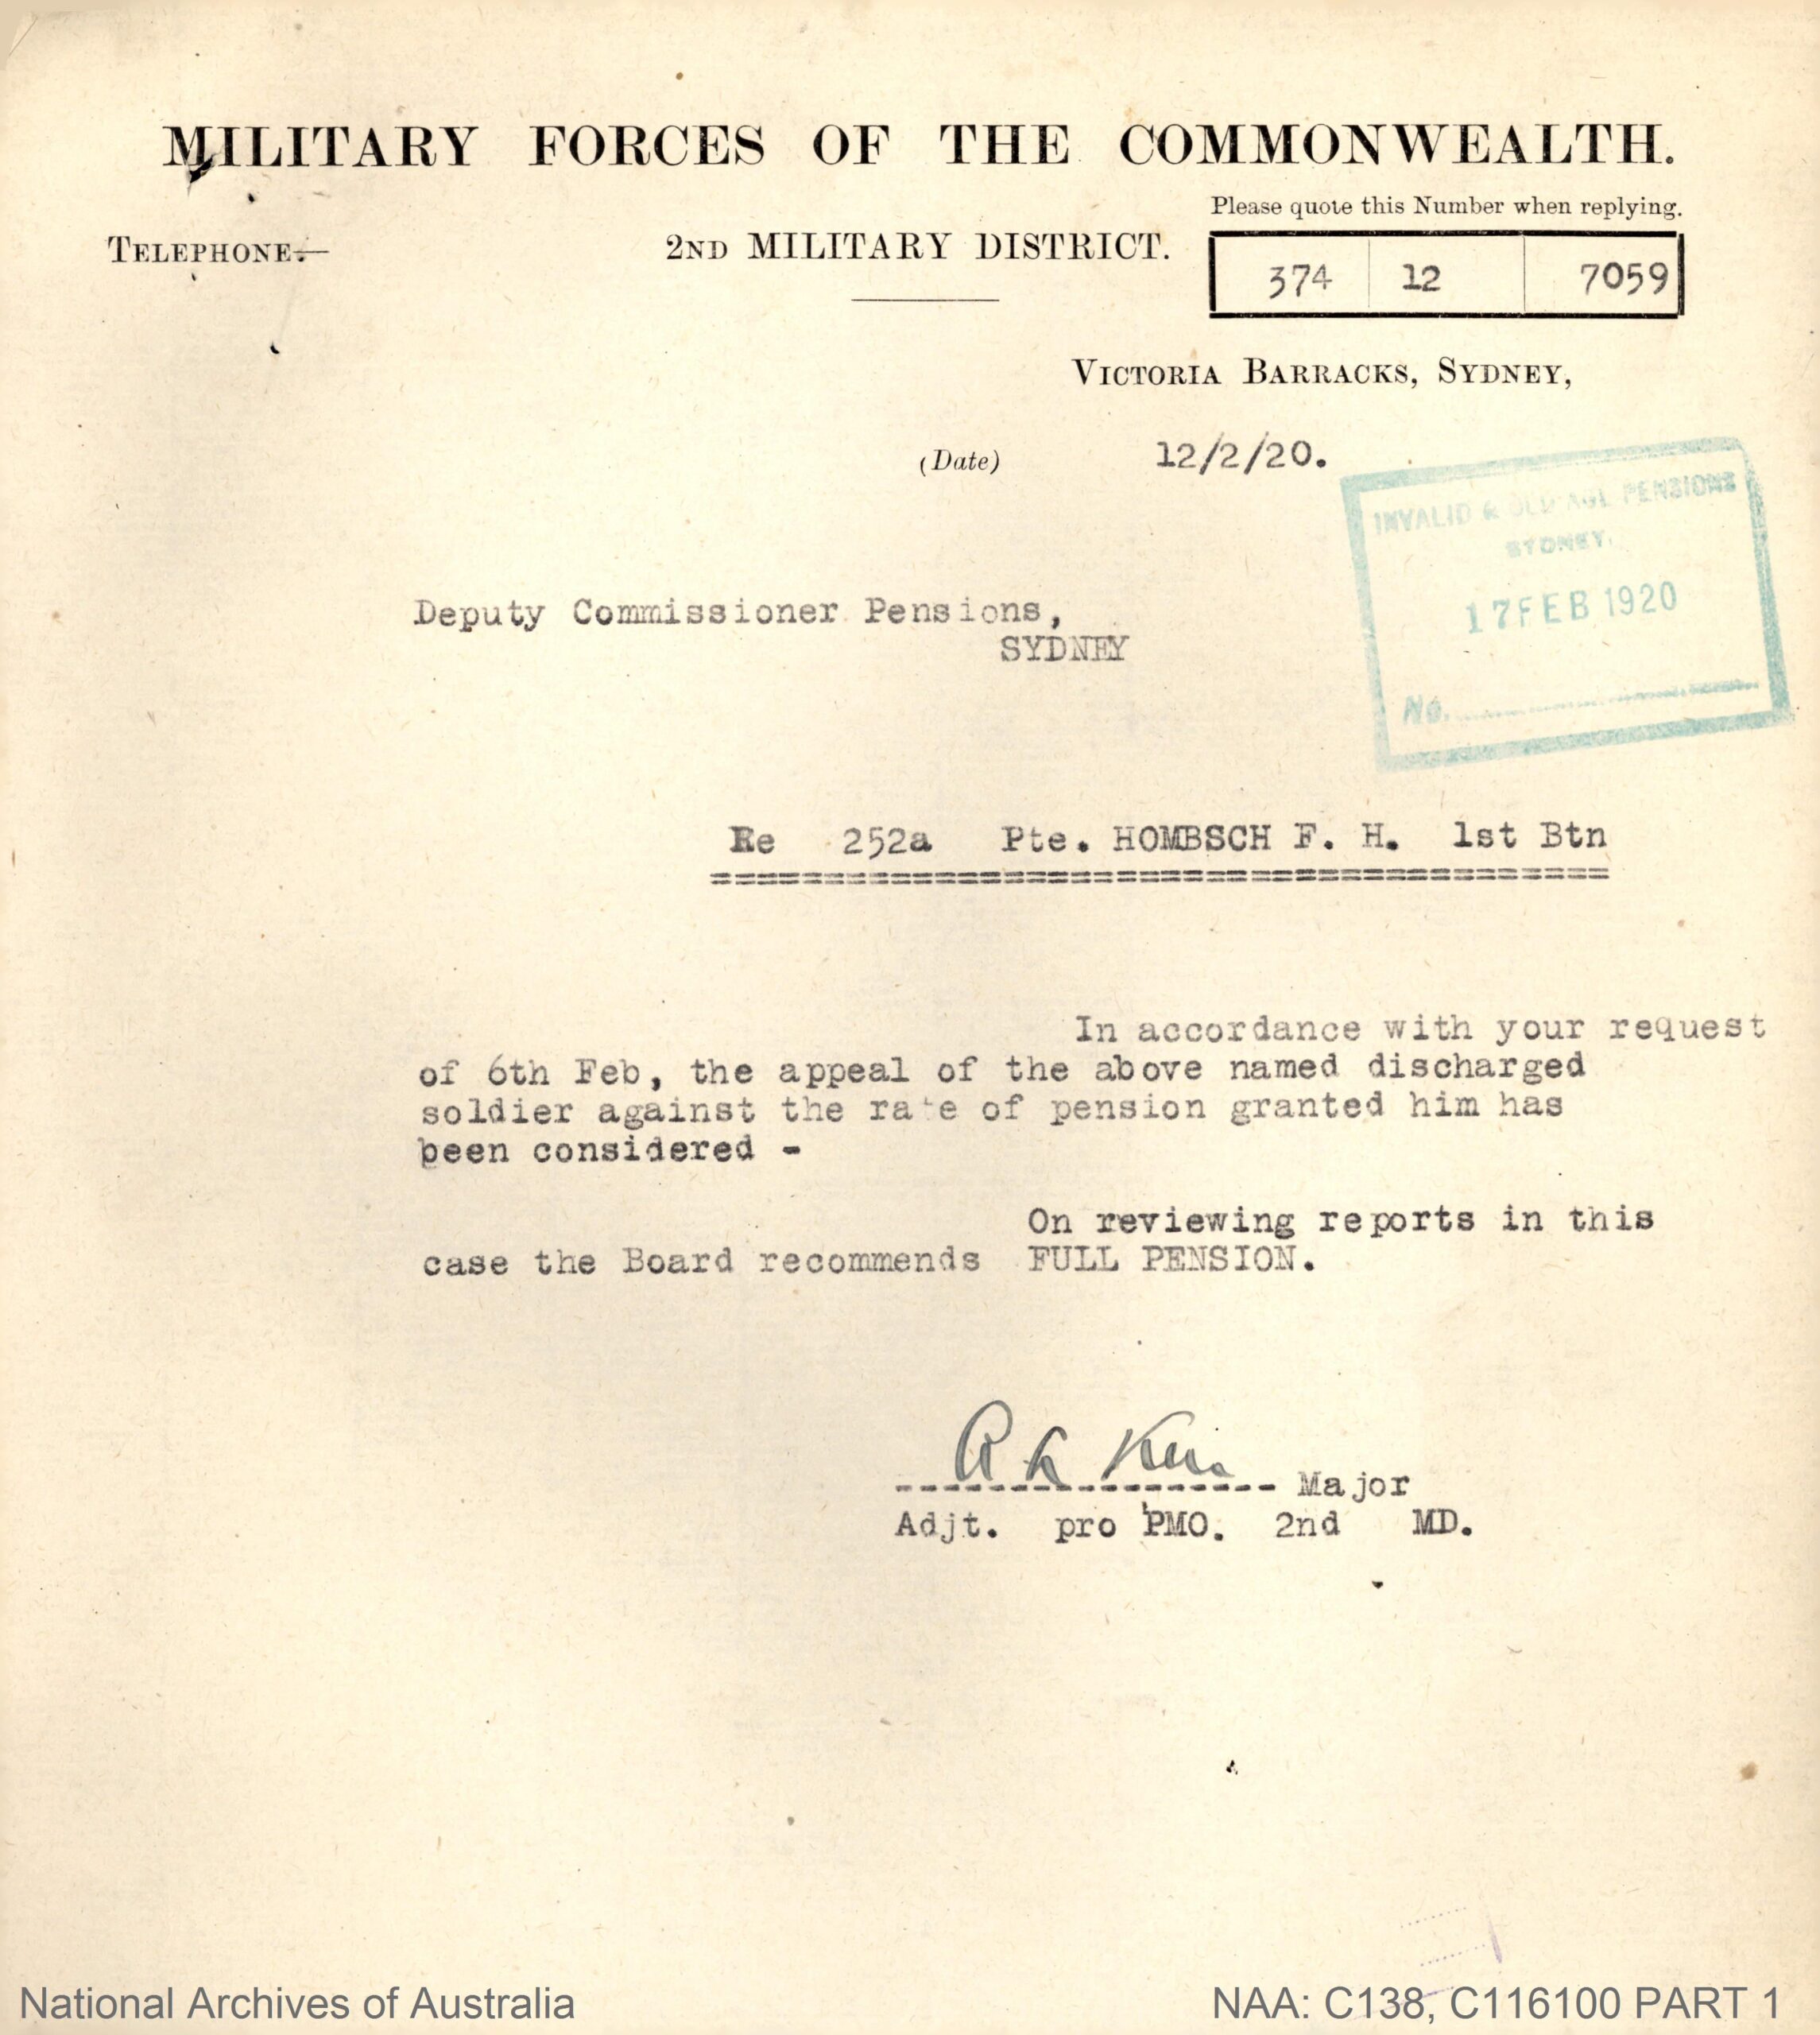 MILITARY FORCES OF THE COMMONWEALTH.
Please quote this Number when replying.
TELEPHONE:—
2ND MILITARY DISTRICT.
374 12 7059
VICTORIA BARRACKS, SYDNEY,
(Date) 12/2/20.
INVALID & OLD AGE PENSIONS
SYDNEY.
17 FEB 1920
No.
Deputy Commissioner Pensions,
SYDNEY
Re 252a Pte. HOMBSCH F. H. 1st Btn
In accordance with your request
of 6th Feb, the appeal of the above named discharged
soldier against the rate of pension granted him has
been considered -
On reviewing reports in this
case the Board recommends FULL PENSION.
Major
Adjt. pro PMO. 2nd MD.
National Archives of Australia
NAA: C138, C116100 PART 1